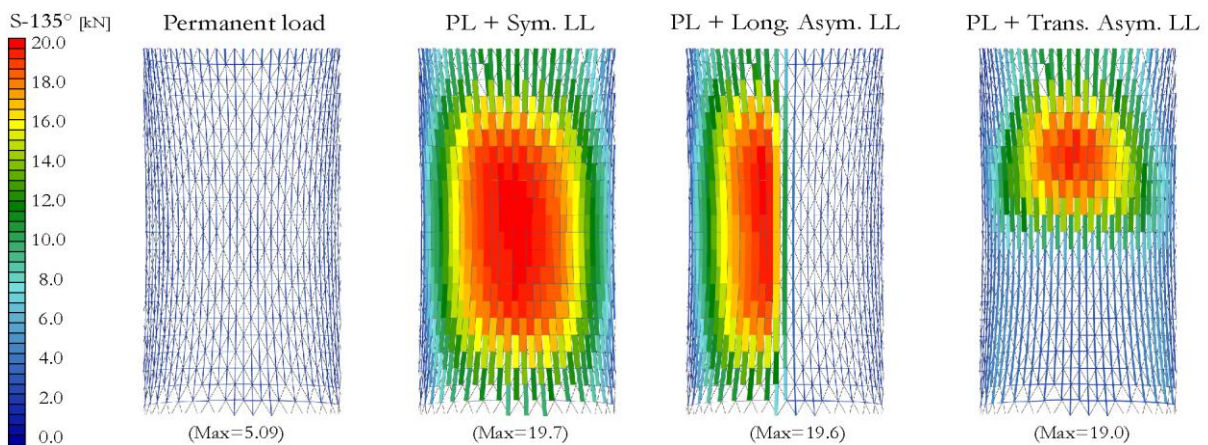 S-135° [kN]
20.0
18.0
16.0
14.0
12.0
10.0
8.0
6.0
4.0
2.0
0.0
Permanent load
(Max=5.09)
PL + Sym. LL
(Max=19.7)
PL + Long. Asym. LL
(Max=19.6)
PL + Trans. Asym. LL
(Max=19.0)